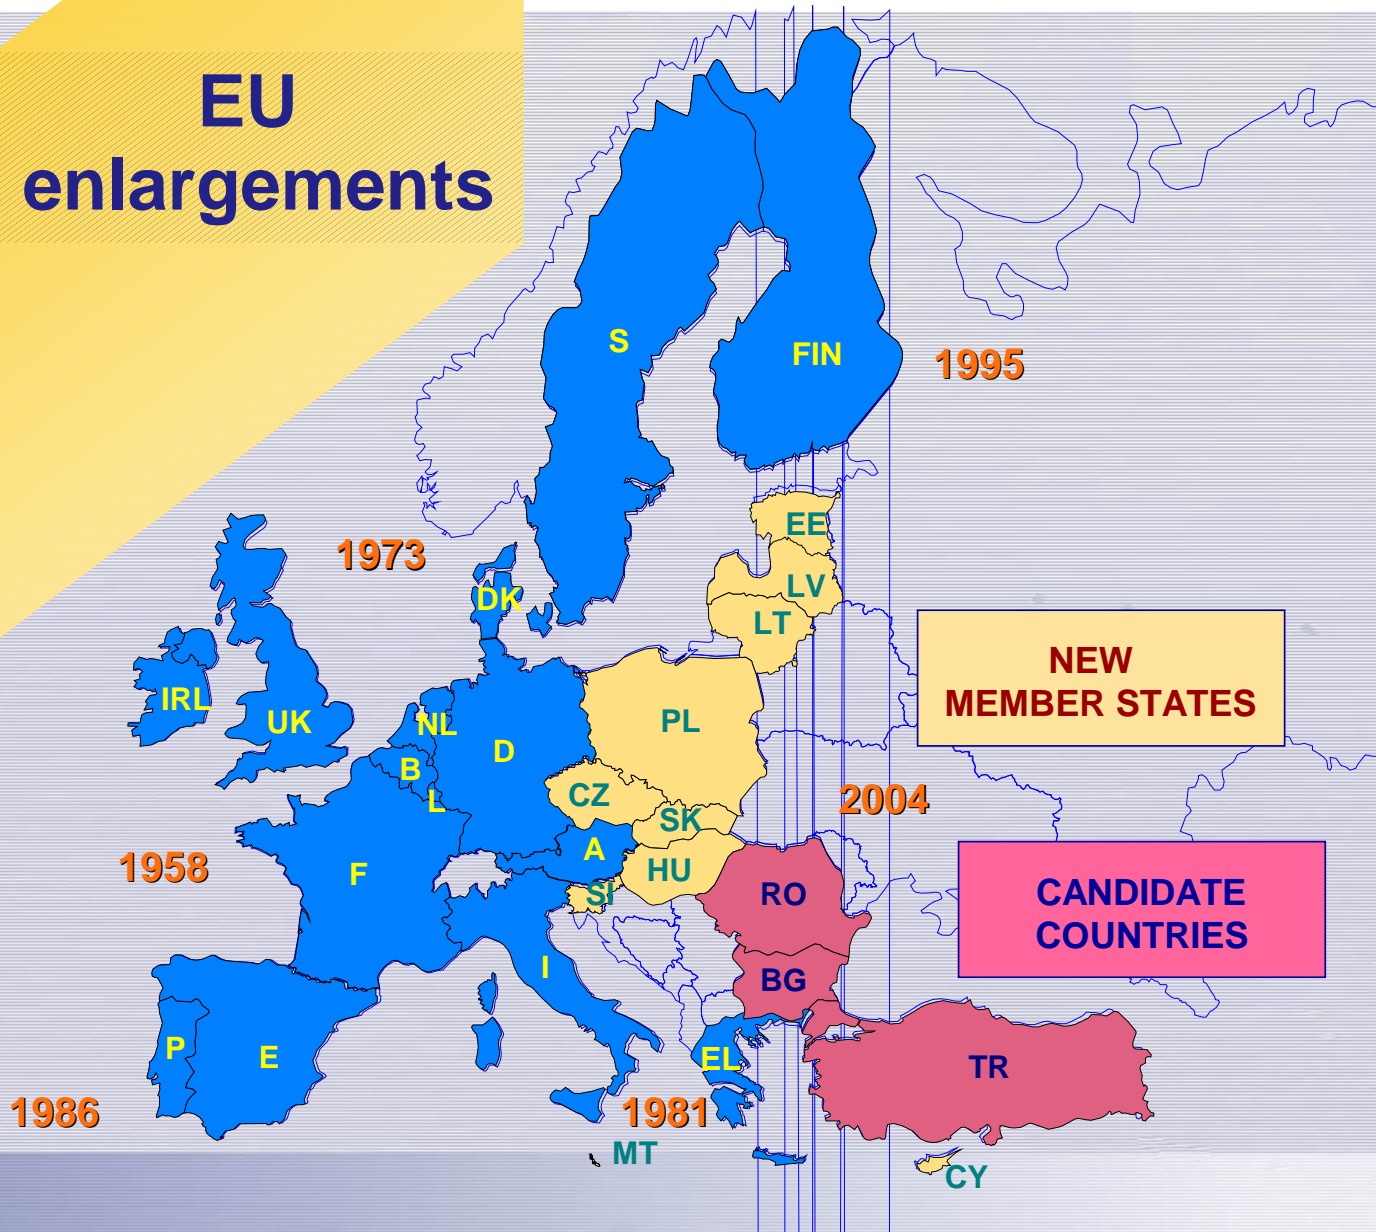 EU
enlargements
S
FIN
1995
EE
1973
LV
DK
LT
NEW
MEMBER STATES
IRL
UK
NL
PL
D
B
CZ
L
2004
SK
A
1958
F
HU
RO
SI
CANDIDATE
COUNTRIES
I
BG
P
E
EL
TR
1986
1981
MT
CY